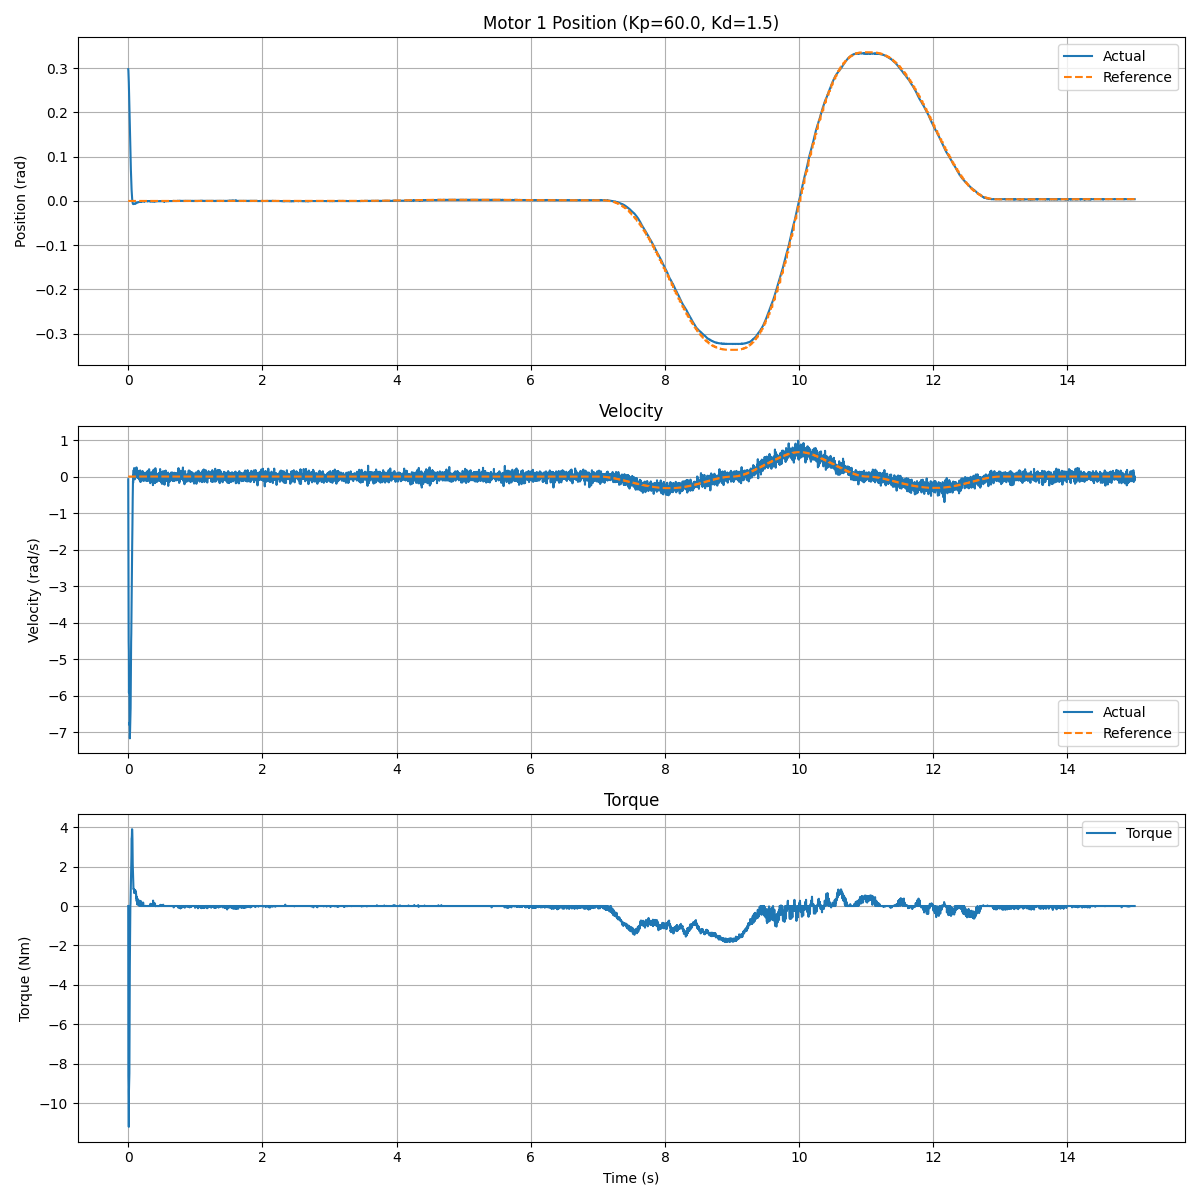 Motor 1 Position (Kp=60.0, Kd=1.5)
Position (rad)
0.3
0.2
0.1
0.0
−0.1
−0.2
−0.3
Actual
Reference
0 2 4 6 8 10 12 14
Velocity
Velocity (rad/s)
1
0
−1
−2
−3
−4
−5
−6
−7
Actual
Reference
0 2 4 6 8 10 12 14
Torque
Torque (Nm)
4
2
0
−2
−4
−6
−8
−10
Torque
0 2 4 6 8 10 12 14
Time (s)